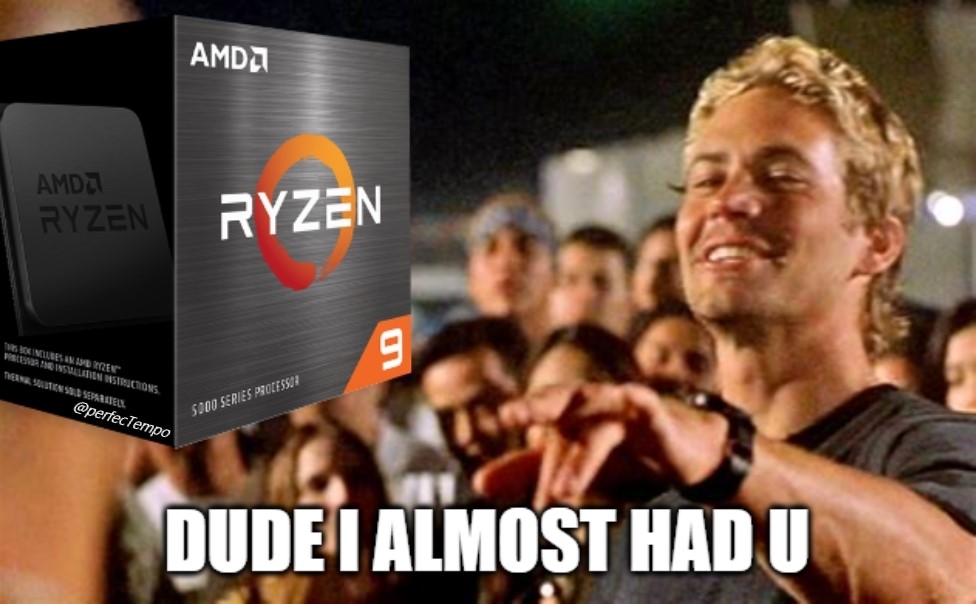 AMD
RYZEN
9
5000 SERIES PROCESSOR
AMD
RYZEN
THIS BOX INCLUDES AN AMD RYZEN™
PROCESSOR AND INSTALLATION INSTRUCTIONS.
THERMAL SOLUTION SOLD SEPARATELY.
@perfecTempo
DUDE I ALMOST HAD U